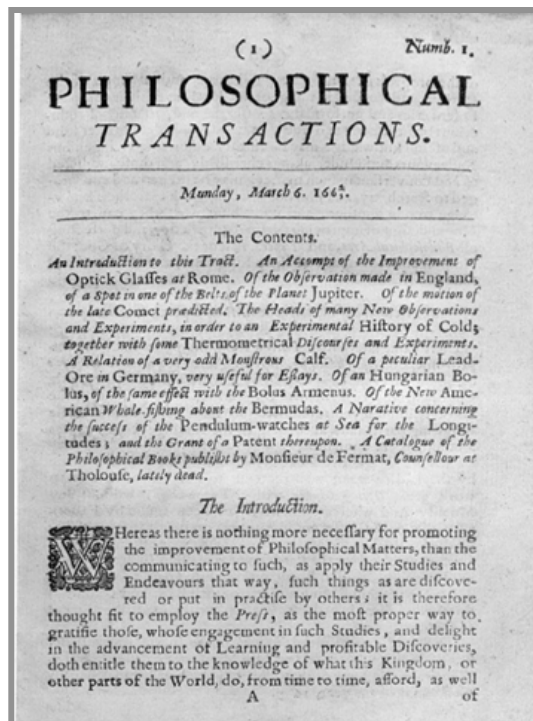 (1)
Numb. 1.
PHILOSOPHICAL
TRANSACTIONS.
Munday, March 6. 166⅘.
The Contents.
An Introduction to this Tract. An Accompt of the Improvement of
Optick Glasses at Rome. Of the Observation made in England,
of a Spot in one of the Belts of the Planet Jupiter. Of the motion of
the late Comet prædicted. The Heads of many New Observations
and Experiments, in order to an Experimental History of Cold;
together with some Thermometrical Discourses and Experiments.
A Relation of a very odd Monstrous Calf. Of a peculiar Lead-
Ore in Germany, very useful for Essays. Of an Hungarian Bo-
lus, of the same effect with the Bolus Armenus. Of the New Ame-
rican Whale-fishing about the Bermudas. A Narative concerning
the success of the Pendulum-watches at Sea for the Longi-
tudes; and the Grant of a Patent thereupon. A Catalogue of the
Philosophical Books publisht by Monsieur de Fermat, Counsellour at
Tholouse, lately dead.
The Introduction.
WHereas there is nothing more necessary for promoting
the improvement of Philosophical Matters, than the
communicating to such, as apply their Studies and
Endeavours that way, such things as are discove-
red or put in practise by others; it is therefore
thought fit to employ the Press, as the most proper way to
gratifie those, whose engagement in such Studies, and delight
in the advancement of Learning and profitable Discoveries,
doth entitle them to the knowledge of what this Kingdom, or
other parts of the World, do, from time to time, afford, as well
A
of